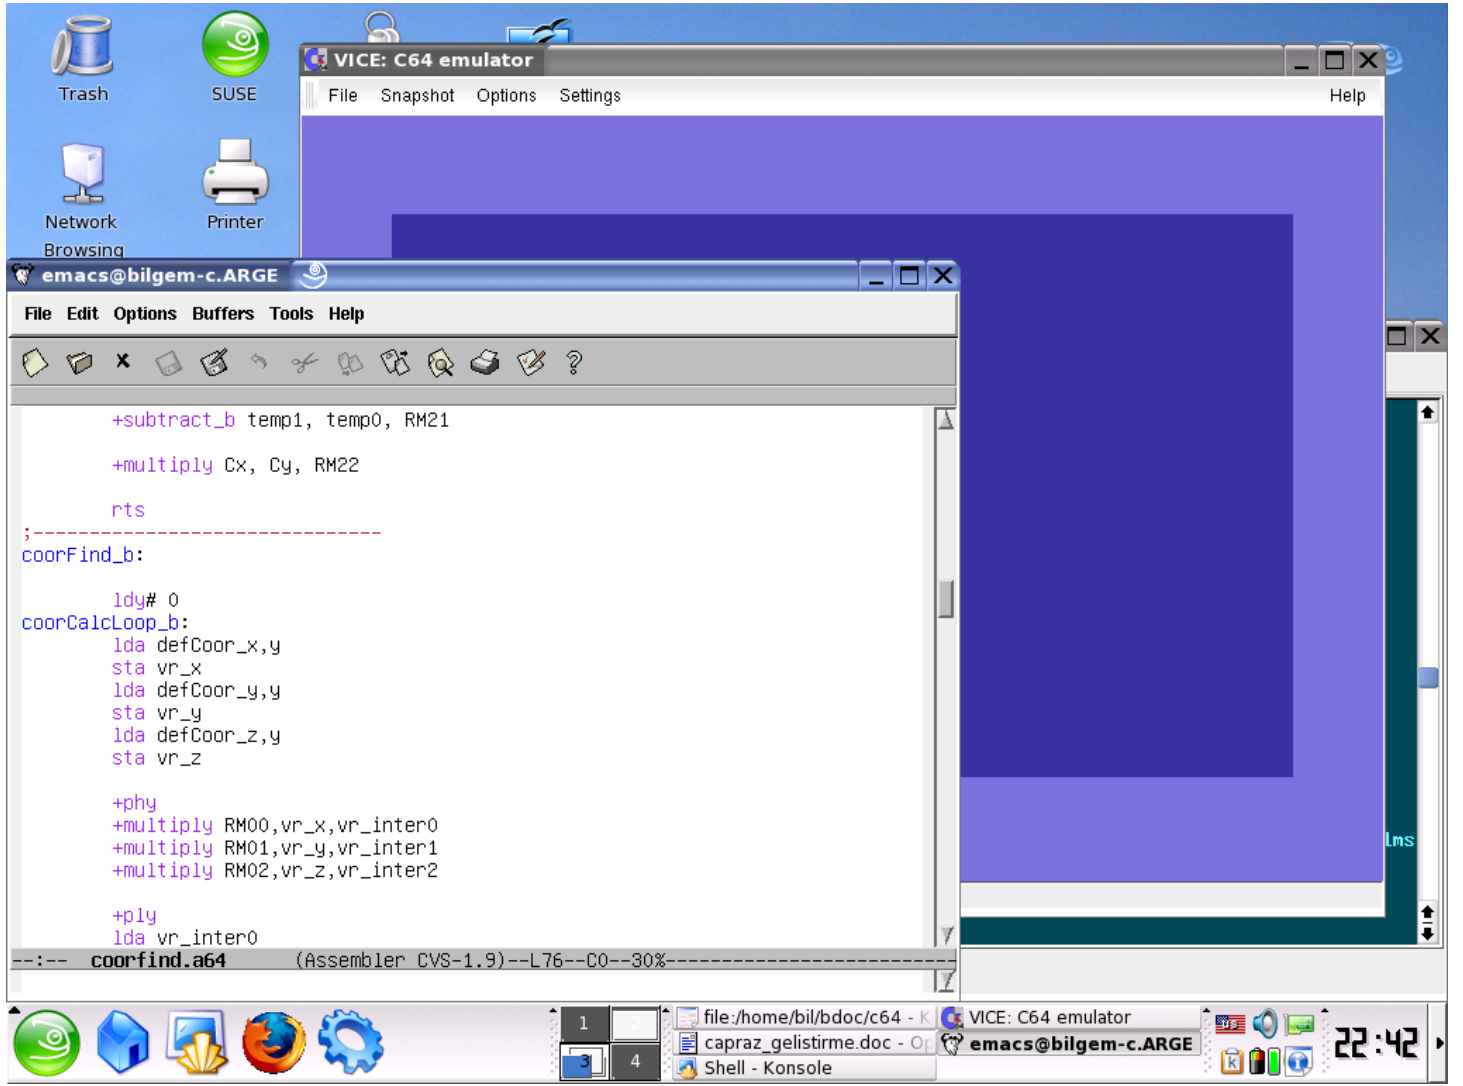 Trash
SUSE
Network
Browsing
Printer
VICE: C64 emulator
File Snapshot Options Settings Help
emacs@bilgem-c.ARGE
File Edit Options Buffers Tools Help
+subtract_b temp1, temp0, RM21
+multiply Cx, Cy, RM22
rts
;-------------------------------
coorFind_b:
ldy# 0
coorCalcLoop_b:
lda defCoor_x,y
sta vr_x
lda defCoor_y,y
sta vr_y
lda defCoor_z,y
sta vr_z
+phy
+multiply RM00,vr_x,vr_inter0
+multiply RM01,vr_y,vr_inter1
+multiply RM02,vr_z,vr_inter2
+ply
lda vr_inter0
--:-- coorfind.a64 (Assembler CVS-1.9)--L76--C0--30%--------------------------
lms
1 2
3 4
file:/home/bil/bdoc/c64 - K
capraz_gelistirme.doc - Op
Shell - Konsole
VICE: C64 emulator
emacs@bilgem-c.ARGE
US
22:42